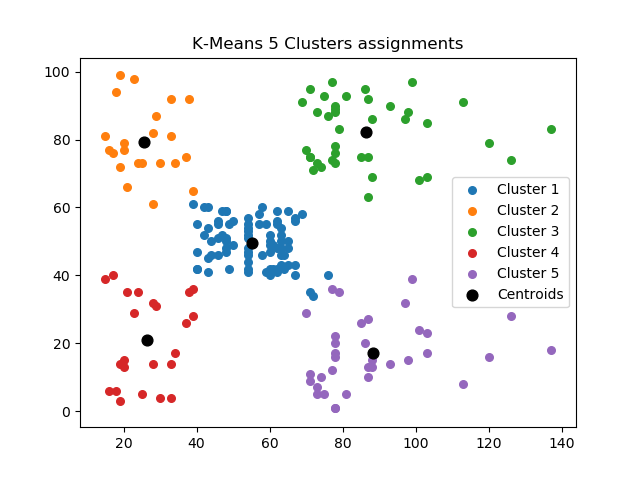 K-Means 5 Clusters assignments
100
80
60
40
20
0
20
40
60
80
100
120
140
Cluster 1
Cluster 2
Cluster 3
Cluster 4
Cluster 5
Centroids